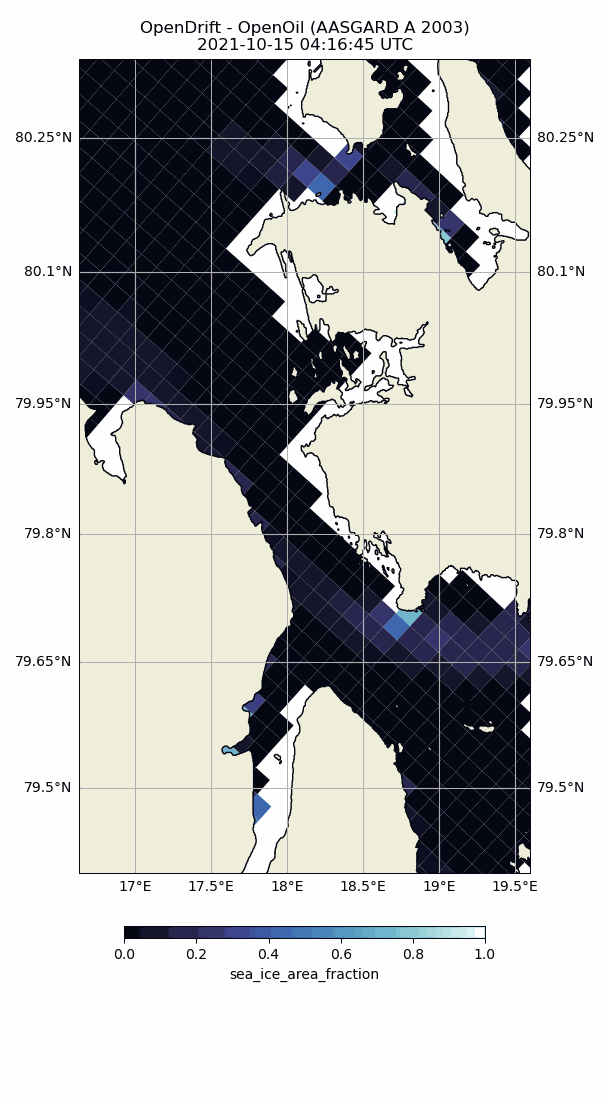 OpenDrift - OpenOil (AASGARD A 2003)
2021-10-15 04:16:45 UTC
80.25°N 80.25°N
80.1°N 80.1°N
79.95°N 79.95°N
79.8°N 79.8°N
79.65°N 79.65°N
79.5°N 79.5°N
17°E 17.5°E 18°E 18.5°E 19°E 19.5°E
0.0 0.2 0.4 0.6 0.8 1.0
sea_ice_area_fraction